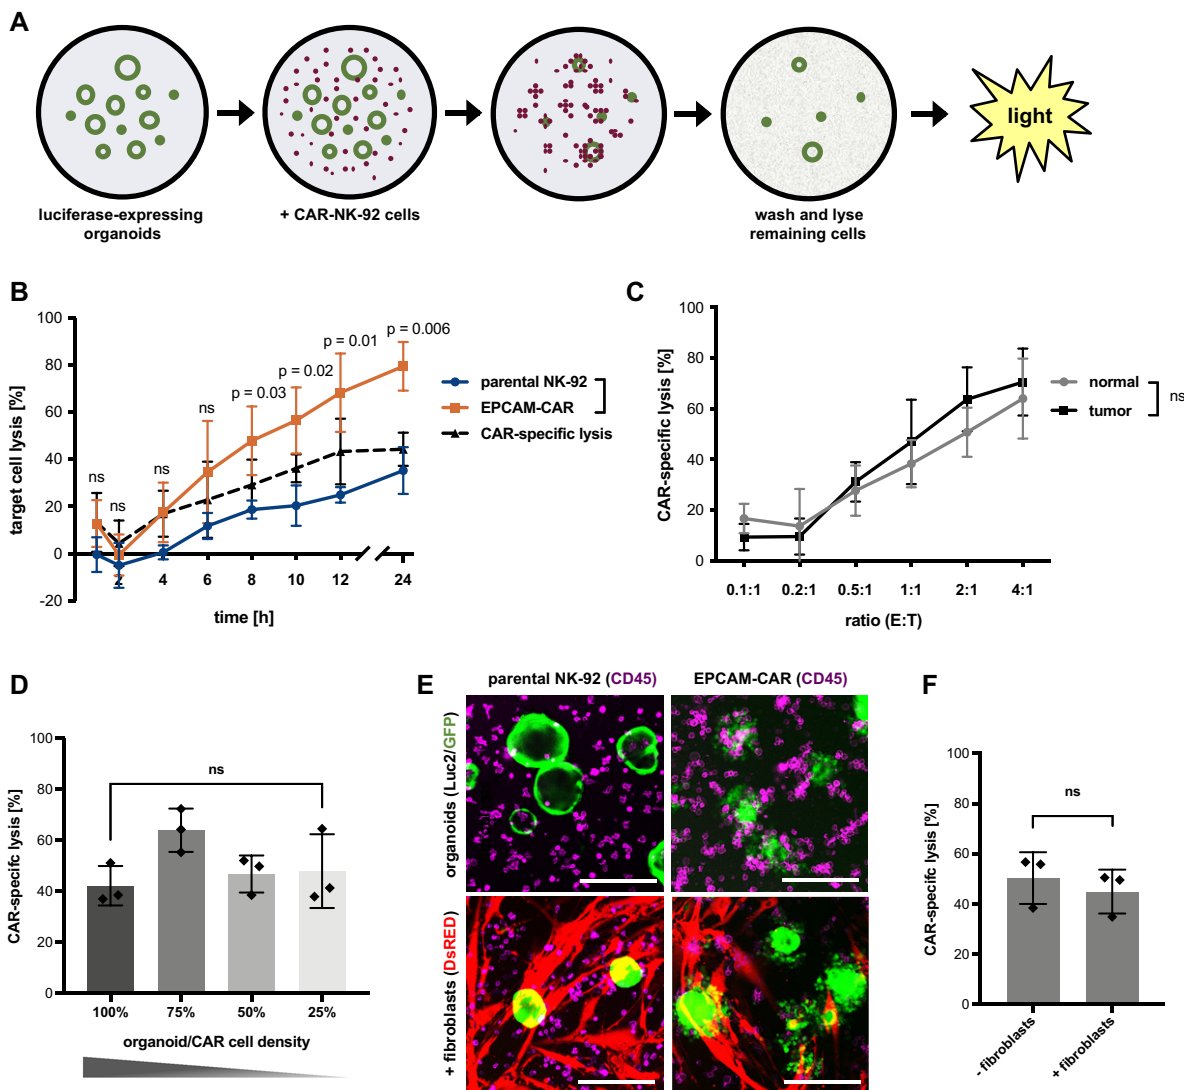 A
luciferase-expressing
organoids
+ CAR-NK-92 cells
wash and lyse
remaining cells
light
B
target cell lysis [%]
100
80
60
40
20
0
-20
ns
ns
ns
ns
p = 0.03
p = 0.02
p = 0.01
p = 0.006
2
4
6
8
10
12
24
time [h]
parental NK-92
EPCAM-CAR
CAR-specific lysis
C
CAR-specific lysis [%]
100
80
60
40
20
0
0.1:1
0.2:1
0.5:1
1:1
2:1
4:1
ratio (E:T)
normal
tumor
ns
D
CAR-specifc lysis [%]
100
80
60
40
20
0
ns
100%
75%
50%
25%
organoid/CAR cell density
E
parental NK-92 (CD45)
EPCAM-CAR (CD45)
organoids (Luc2/GFP)
+ fibroblasts (DsRED)
F
CAR-specifc lysis [%]
100
80
60
40
20
0
ns
- fibroblasts
+ fibroblasts